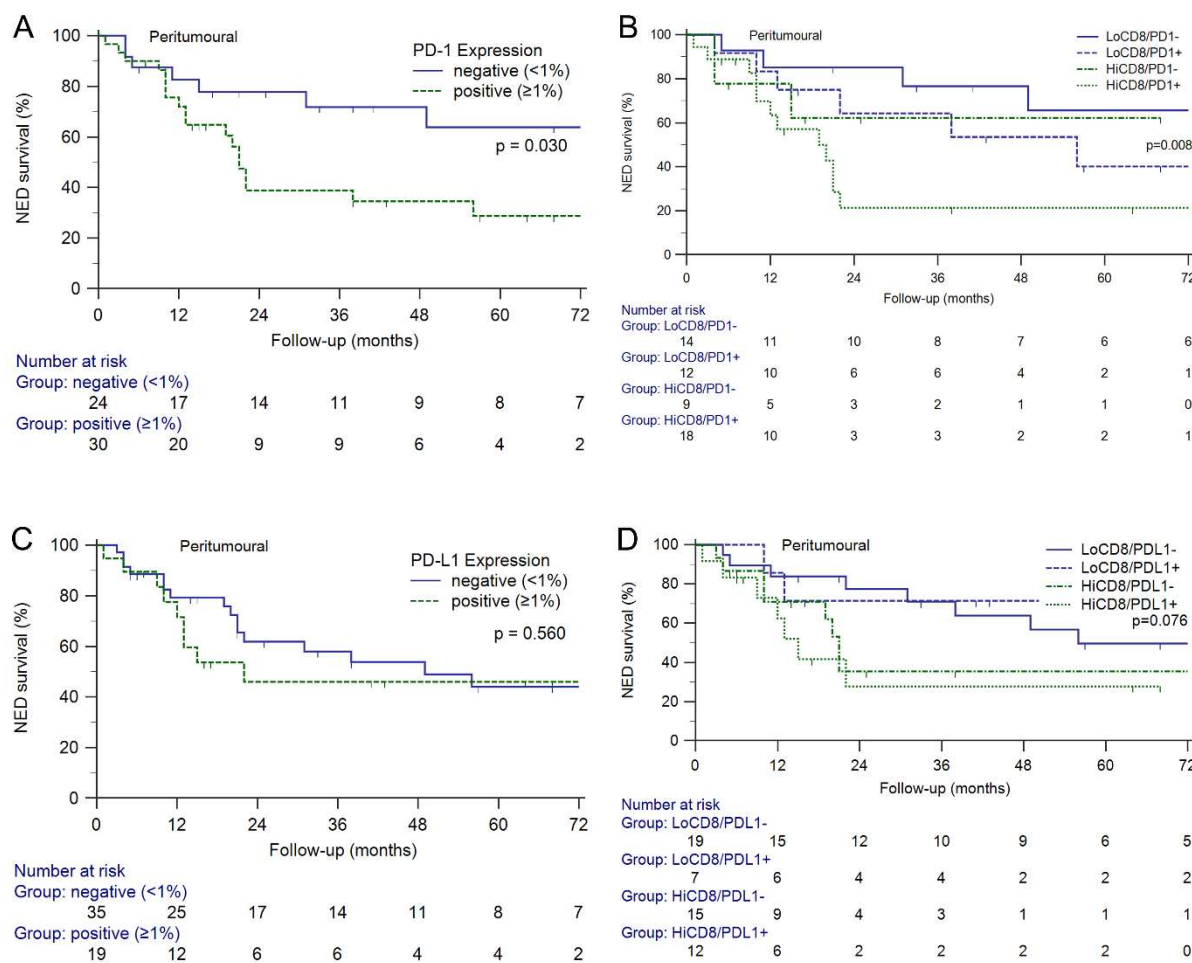 A
Peritumoural
PD-1 Expression
negative (<1%)
positive (≥1%)
p = 0.030
NED survival (%)
100
80
60
40
20
0
0 12 24 36 48 60 72
Follow-up (months)
Number at risk
Group: negative (<1%)
24 17 14 11 9 8 7
Group: positive (≥1%)
30 20 9 9 6 4 2
B
Peritumoural
LoCD8/PD1-
LoCD8/PD1+
HiCD8/PD1-
HiCD8/PD1+
p=0.008
NED survival (%)
100
80
60
40
20
0
0 12 24 36 48 60 72
Follow-up (months)
Number at risk
Group: LoCD8/PD1-
14 11 10 8 7 6 6
Group: LoCD8/PD1+
12 10 6 6 4 2 1
Group: HiCD8/PD1-
9 5 3 2 1 1 0
Group: HiCD8/PD1+
18 10 3 3 2 2 1
C
Peritumoural
PD-L1 Expression
negative (<1%)
positive (≥1%)
p = 0.560
NED survival (%)
100
80
60
40
20
0
0 12 24 36 48 60 72
Follow-up (months)
Number at risk
Group: negative (<1%)
35 25 17 14 11 8 7
Group: positive (≥1%)
19 12 6 6 4 4 2
D
Peritumoural
LoCD8/PDL1-
LoCD8/PDL1+
HiCD8/PDL1-
HiCD8/PDL1+
p=0.076
NED survival (%)
100
80
60
40
20
0
0 12 24 36 48 60 72
Follow-up (months)
Number at risk
Group: LoCD8/PDL1-
19 15 12 10 9 6 5
Group: LoCD8/PDL1+
7 6 4 4 2 2 2
Group: HiCD8/PDL1-
15 9 4 3 1 1 1
Group: HiCD8/PDL1+
12 6 2 2 2 2 0